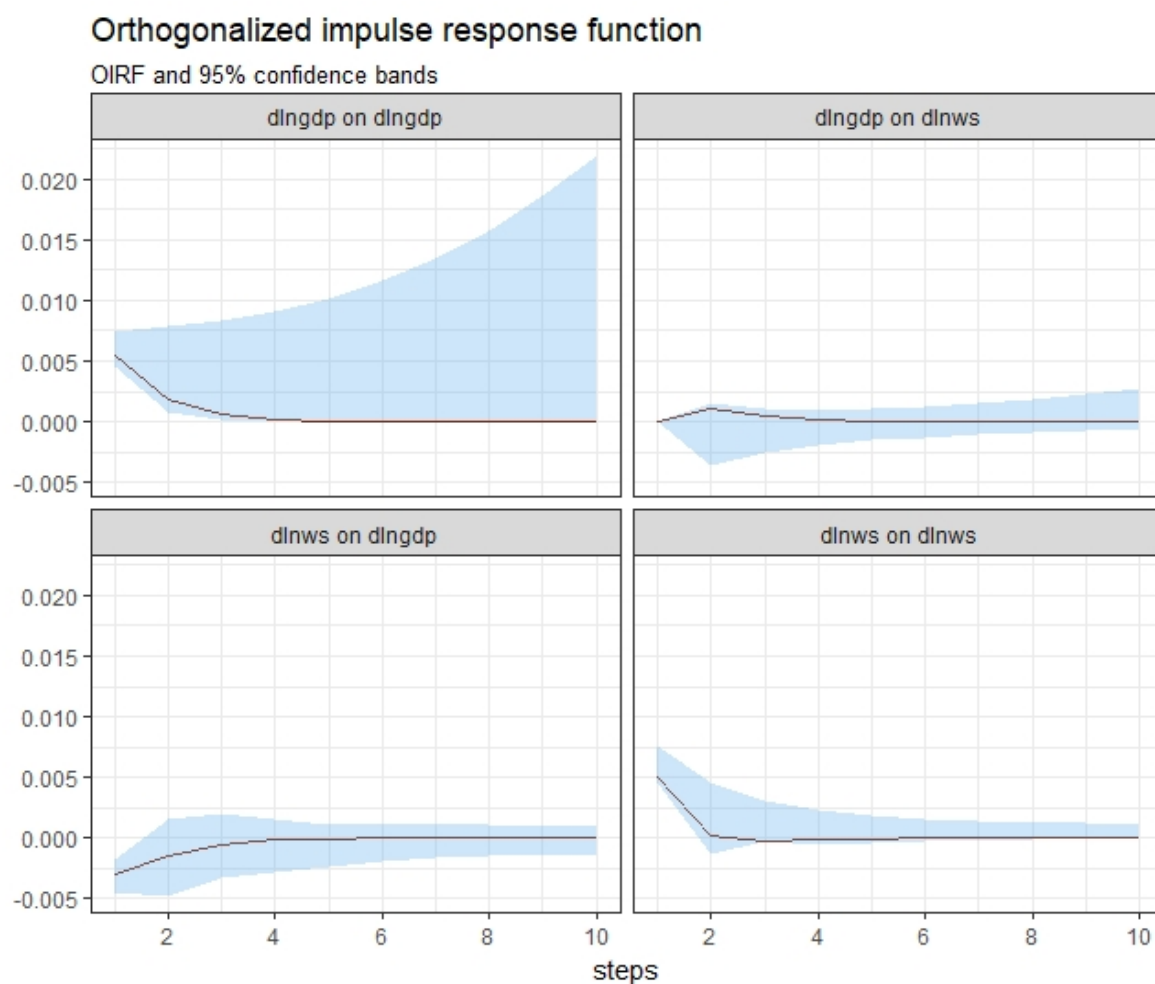 Orthogonalized impulse response function
OIRF and 95% confidence bands
dlngdp on dlngdp
dlngdp on dlnws
0.020
0.015
0.010
0.005
0.000
-0.005
dlnws on dlngdp
dlnws on dlnws
0.020
0.015
0.010
0.005
0.000
-0.005
2 4 6 8 10
2 4 6 8 10
steps